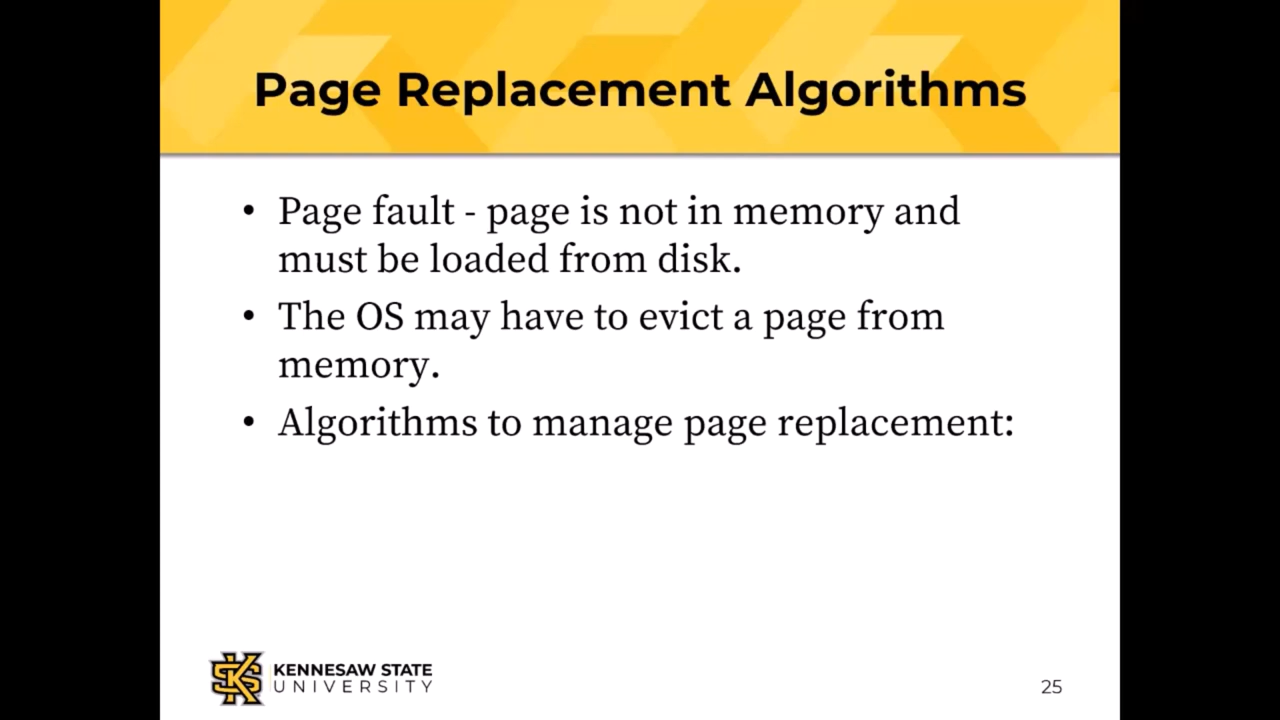 Page Replacement Algorithms
• Page fault - page is not in memory and
must be loaded from disk.
• The OS may have to evict a page from
memory.
• Algorithms to manage page replacement:
KS
KENNESAW STATE
UNIVERSITY
25